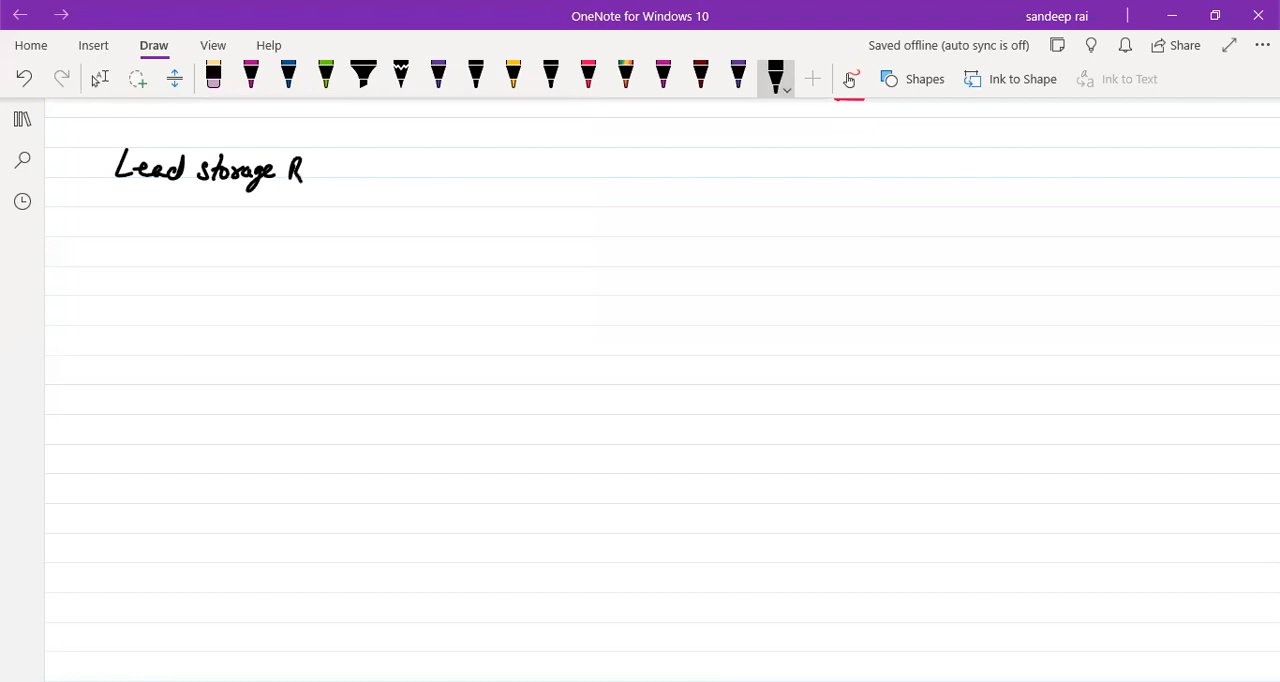 OneNote for Windows 10
sandeep rai
Home Insert Draw View Help
Saved offline (auto sync is off)
Share
Shapes
Ink to Shape
Ink to Text
Lead storage R